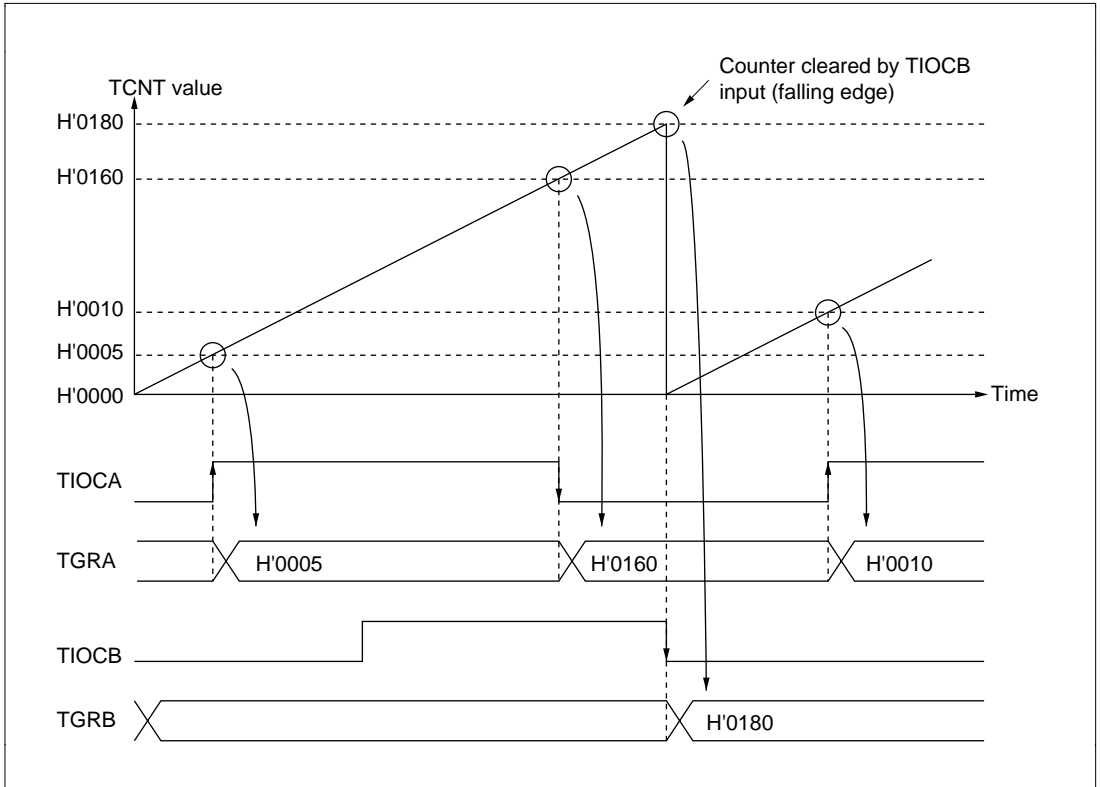 Counter cleared by TIOCB
input (falling edge)
TCNT value
H'0180
H'0160
H'0010
H'0005
H'0000
Time
TIOCA
TGRA
H'0005
H'0160
H'0010
TIOCB
TGRB
H'0180